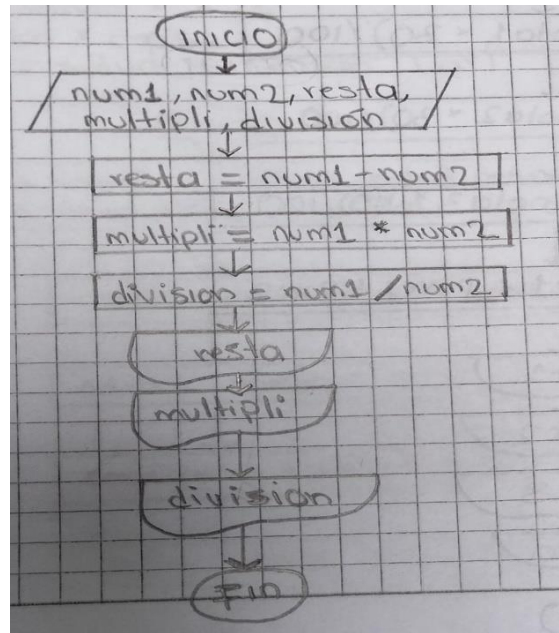 inicio
num1, num2, resta,
multipli, división
resta = num1 - num2
multipli = num1 * num2
division = num1 / num2
resta
multipli
division
Fin